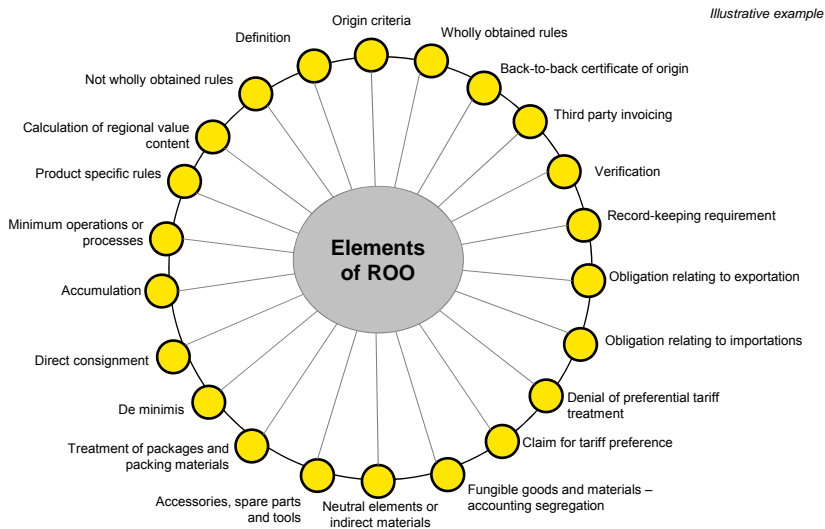 Illustrative example
Origin criteria
Wholly obtained rules
Definition
Back-to-back certificate of origin
Not wholly obtained rules
Third party invoicing
Calculation of regional value
content
Verification
Product specific rules
Record-keeping requirement
Minimum operations or
processes
Elements
of ROO
Obligation relating to exportation
Accumulation
Obligation relating to importations
Direct consignment
Denial of preferential tariff
treatment
De minimis
Claim for tariff preference
Treatment of packages and
packing materials
Fungible goods and materials –
accounting segregation
Accessories, spare parts
and tools
Neutral elements or
indirect materials